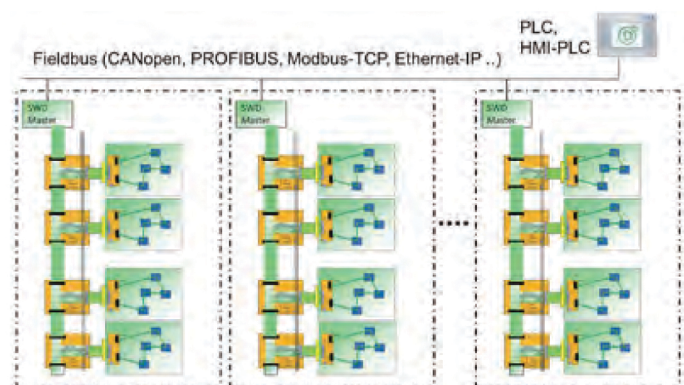 PLC,
HMI-PLC
Fieldbus (CANopen, PROFIBUS, Modbus-TCP, Ethernet-IP ..)
SWD
Master
SWD
Master
SWD
Master